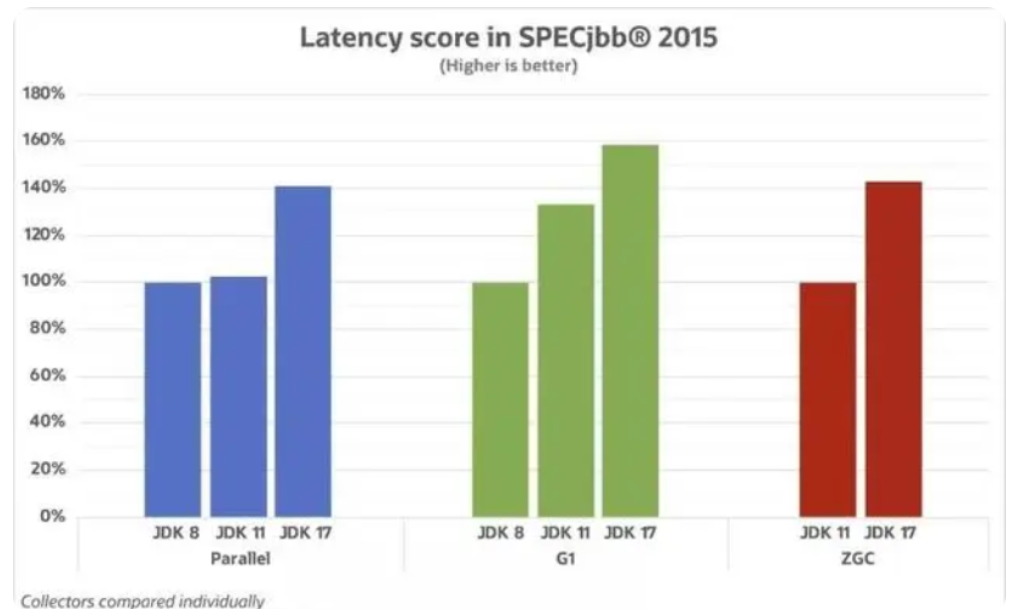 Latency score in SPECjbb® 2015
(Higher is better)
180%
160%
140%
120%
100%
80%
60%
40%
20%
0%
JDK 8 JDK 11 JDK 17 JDK 8 JDK 11 JDK 17 JDK 11 JDK 17
Parallel G1 ZGC
Collectors compared individually